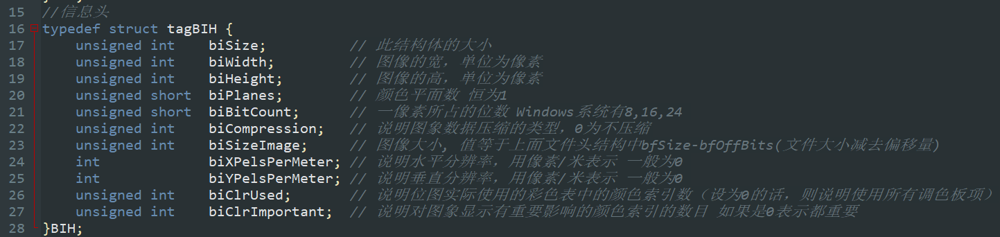 15 //信息头
16 typedef struct tagBIH {
17     unsigned int    biSize;          // 此结构体的大小
18     unsigned int    biWidth;         // 图像的宽，单位为像素
19     unsigned int    biHeight;        // 图像的高，单位为像素
20     unsigned short  biPlanes;        // 颜色平面数 恒为1
21     unsigned short  biBitCount;      // 一像素所占的位数 Windows系统有8,16,24
22     unsigned int    biCompression;   // 说明图象数据压缩的类型，0为不压缩
23     unsigned int    biSizeImage;     // 图像大小, 值等于上面文件头结构中bfSize-bfOffBits(文件大小减去偏移量)
24     int             biXPelsPerMeter; // 说明水平分辨率，用像素/米表示 一般为0
25     int             biYPelsPerMeter; // 说明垂直分辨率，用像素/米表示 一般为0
26     unsigned int    biClrUsed;       // 说明位图实际使用的彩色表中的颜色索引数（设为0的话，则说明使用所有调色板项）
27     unsigned int    biClrImportant;  // 说明对图象显示有重要影响的颜色索引的数目 如果是0表示都重要
28 }BIH;